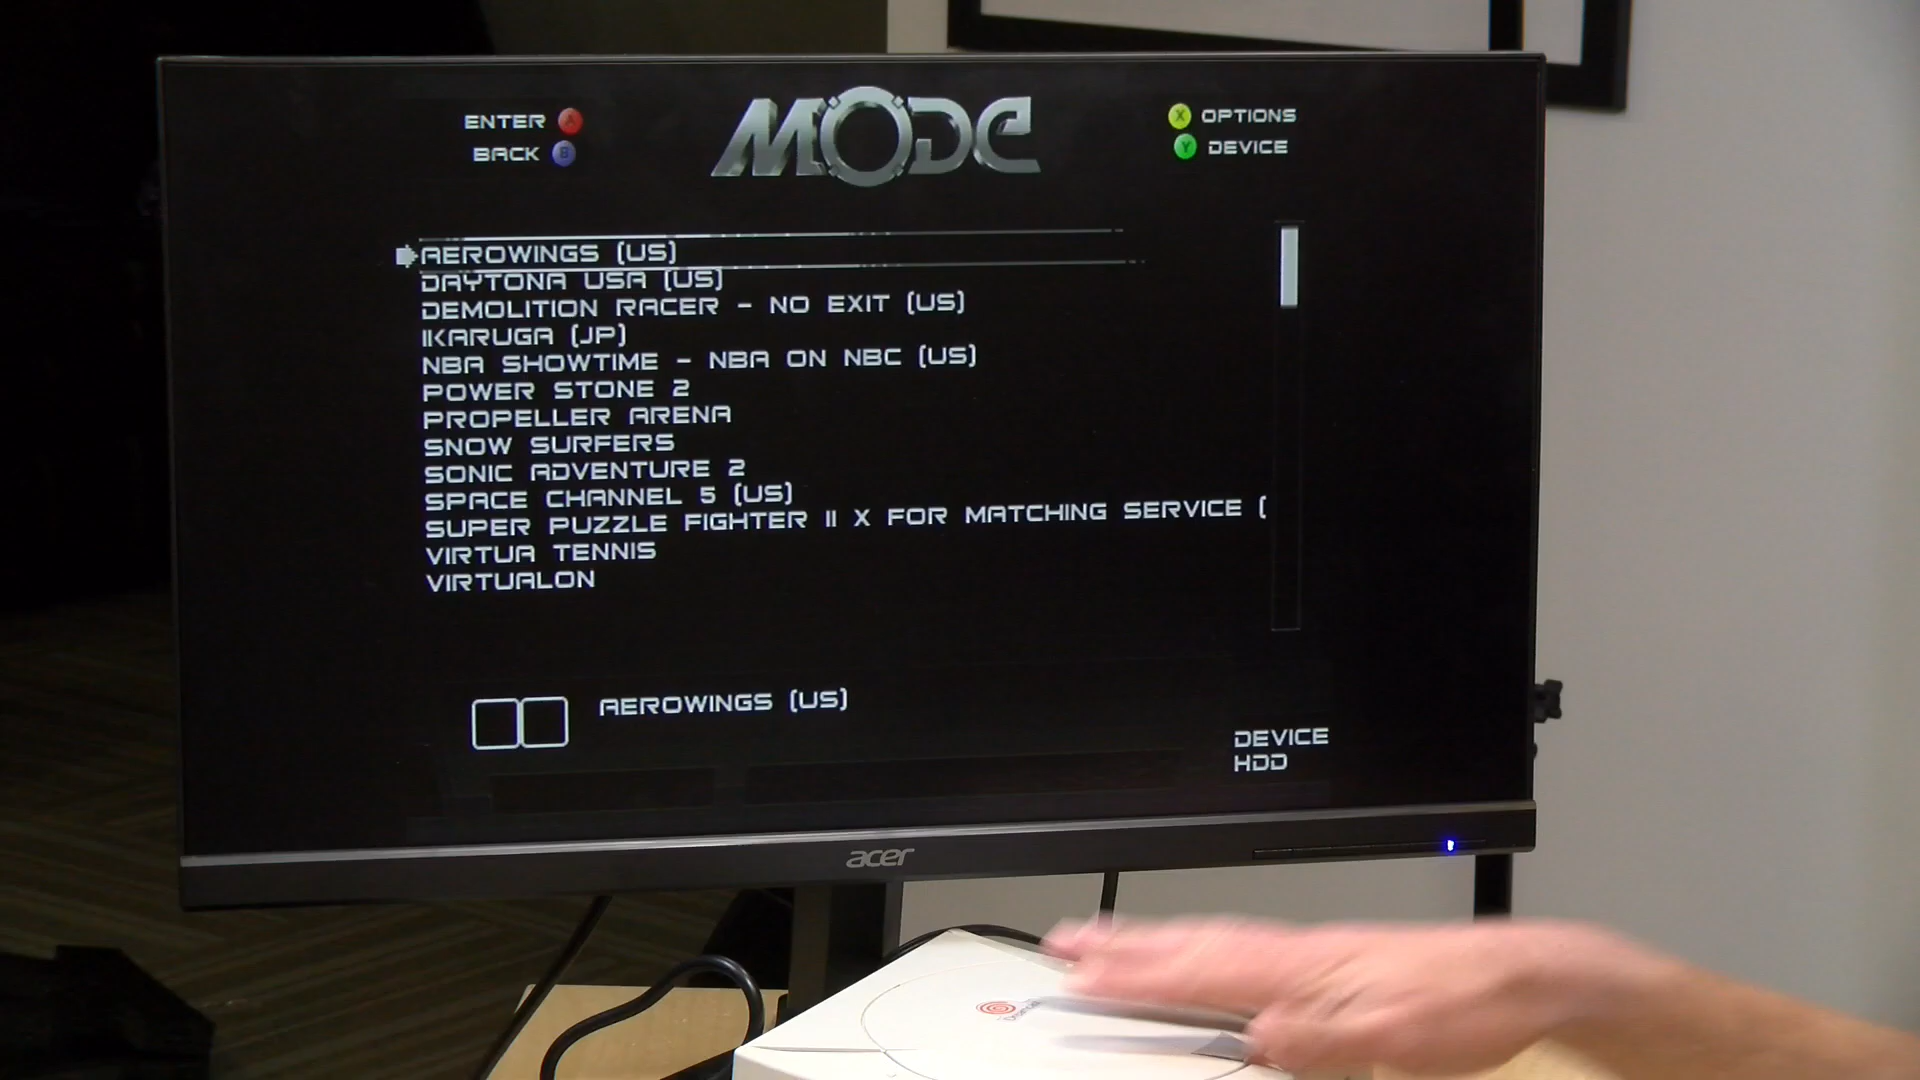 ENTER A
BACK B
MODE
X OPTIONS
Y DEVICE
AEROWINGS (US)
DAYTONA USA (US)
DEMOLITION RACER - NO EXIT (US)
IKARUGA (JP)
NBA SHOWTIME - NBA ON NBC (US)
POWER STONE 2
PROPELLER ARENA
SNOW SURFERS
SONIC ADVENTURE 2
SPACE CHANNEL 5 (US)
SUPER PUZZLE FIGHTER II X FOR MATCHING SERVICE (
VIRTUA TENNIS
VIRTUALON
AEROWINGS (US)
DEVICE
HDD
acer
Dreamcast